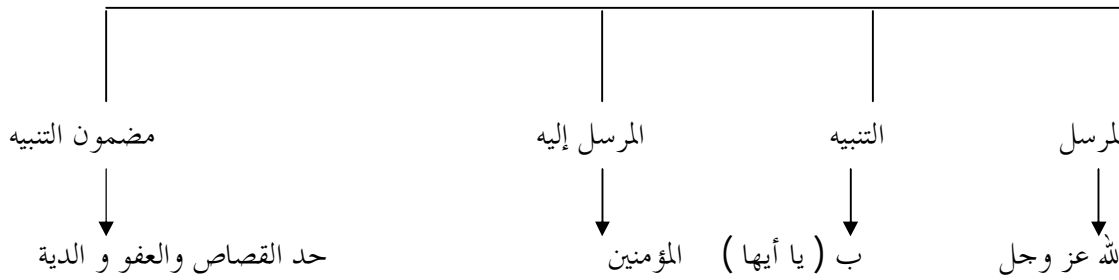 لمرسل التنبيه المرسل إليه مضمون التنبيه
لله عز وجل ب ( يا أيها ) المؤمنين حد القصاص والعفو و الدية